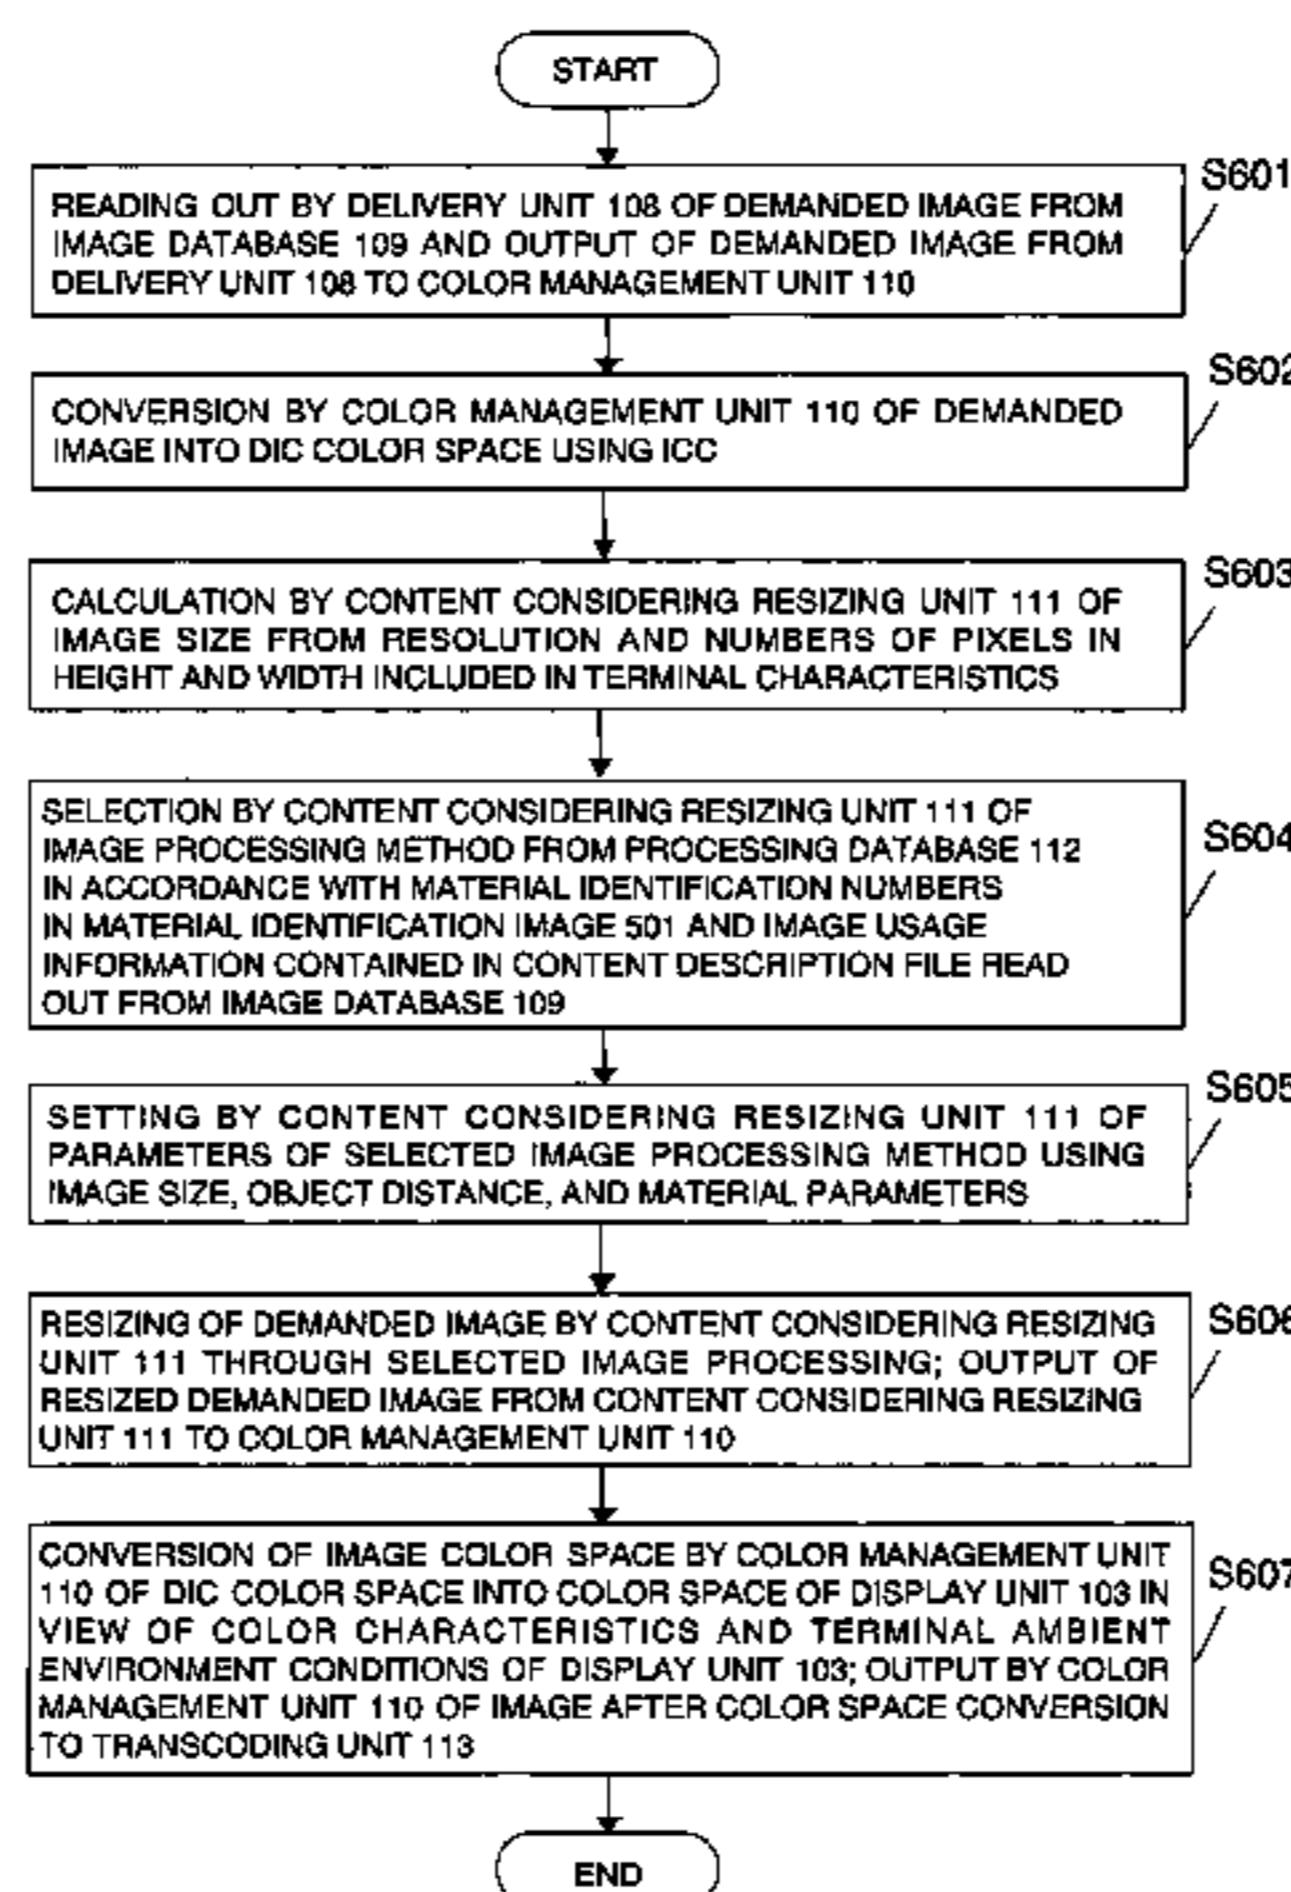 START
S601
READING OUT BY DELIVERY UNIT 108 OF DEMANDED IMAGE FROM
IMAGE DATABASE 109 AND OUTPUT OF DEMANDED IMAGE FROM
DELIVERY UNIT 108 TO COLOR MANAGEMENT UNIT 110
S602
CONVERSION BY COLOR MANAGEMENT UNIT 110 OF DEMANDED
IMAGE INTO DIC COLOR SPACE USING ICC
S603
CALCULATION BY CONTENT CONSIDERING RESIZING UNIT 111 OF
IMAGE SIZE FROM RESOLUTION AND NUMBERS OF PIXELS IN
HEIGHT AND WIDTH INCLUDED IN TERMINAL CHARACTERISTICS
S604
SELECTION BY CONTENT CONSIDERING RESIZING UNIT 111 OF
IMAGE PROCESSING METHOD FROM PROCESSING DATABASE 112
IN ACCORDANCE WITH MATERIAL IDENTIFICATION NUMBERS
IN MATERIAL IDENTIFICATION IMAGE 501 AND IMAGE USAGE
INFORMATION CONTAINED IN CONTENT DESCRIPTION FILE READ
OUT FROM IMAGE DATABASE 109
S605
SETTING BY CONTENT CONSIDERING RESIZING UNIT 111 OF
PARAMETERS OF SELECTED IMAGE PROCESSING METHOD USING
IMAGE SIZE, OBJECT DISTANCE, AND MATERIAL PARAMETERS
S606
RESIZING OF DEMANDED IMAGE BY CONTENT CONSIDERING RESIZING
UNIT 111 THROUGH SELECTED IMAGE PROCESSING; OUTPUT OF
RESIZED DEMANDED IMAGE FROM CONTENT CONSIDERING RESIZING
UNIT 111 TO COLOR MANAGEMENT UNIT 110
S607
CONVERSION OF IMAGE COLOR SPACE BY COLOR MANAGEMENT UNIT
110 OF DIC COLOR SPACE INTO COLOR SPACE OF DISPLAY UNIT 103 IN
VIEW OF COLOR CHARACTERISTICS AND TERMINAL AMBIENT
ENVIRONMENT CONDITIONS OF DISPLAY UNIT 103; OUTPUT BY COLOR
MANAGEMENT UNIT 110 OF IMAGE AFTER COLOR SPACE CONVERSION
TO TRANSCODING UNIT 113
END